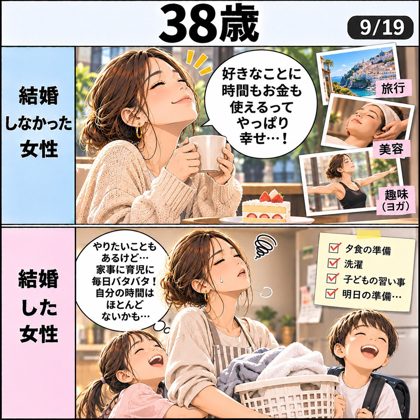 38歳
9/19
結婚
しなかった
女性
好きなことに
時間もお金も
使えるって
やっぱり
幸せ…！
旅行
美容
趣味
（ヨガ）
結婚
した
女性
やりたいことも
あるけど…
家事に育児に
毎日バタバタ！
自分の時間は
ほとんど
ないかも…
夕食の準備
洗濯
子どもの習い事
明日の準備…